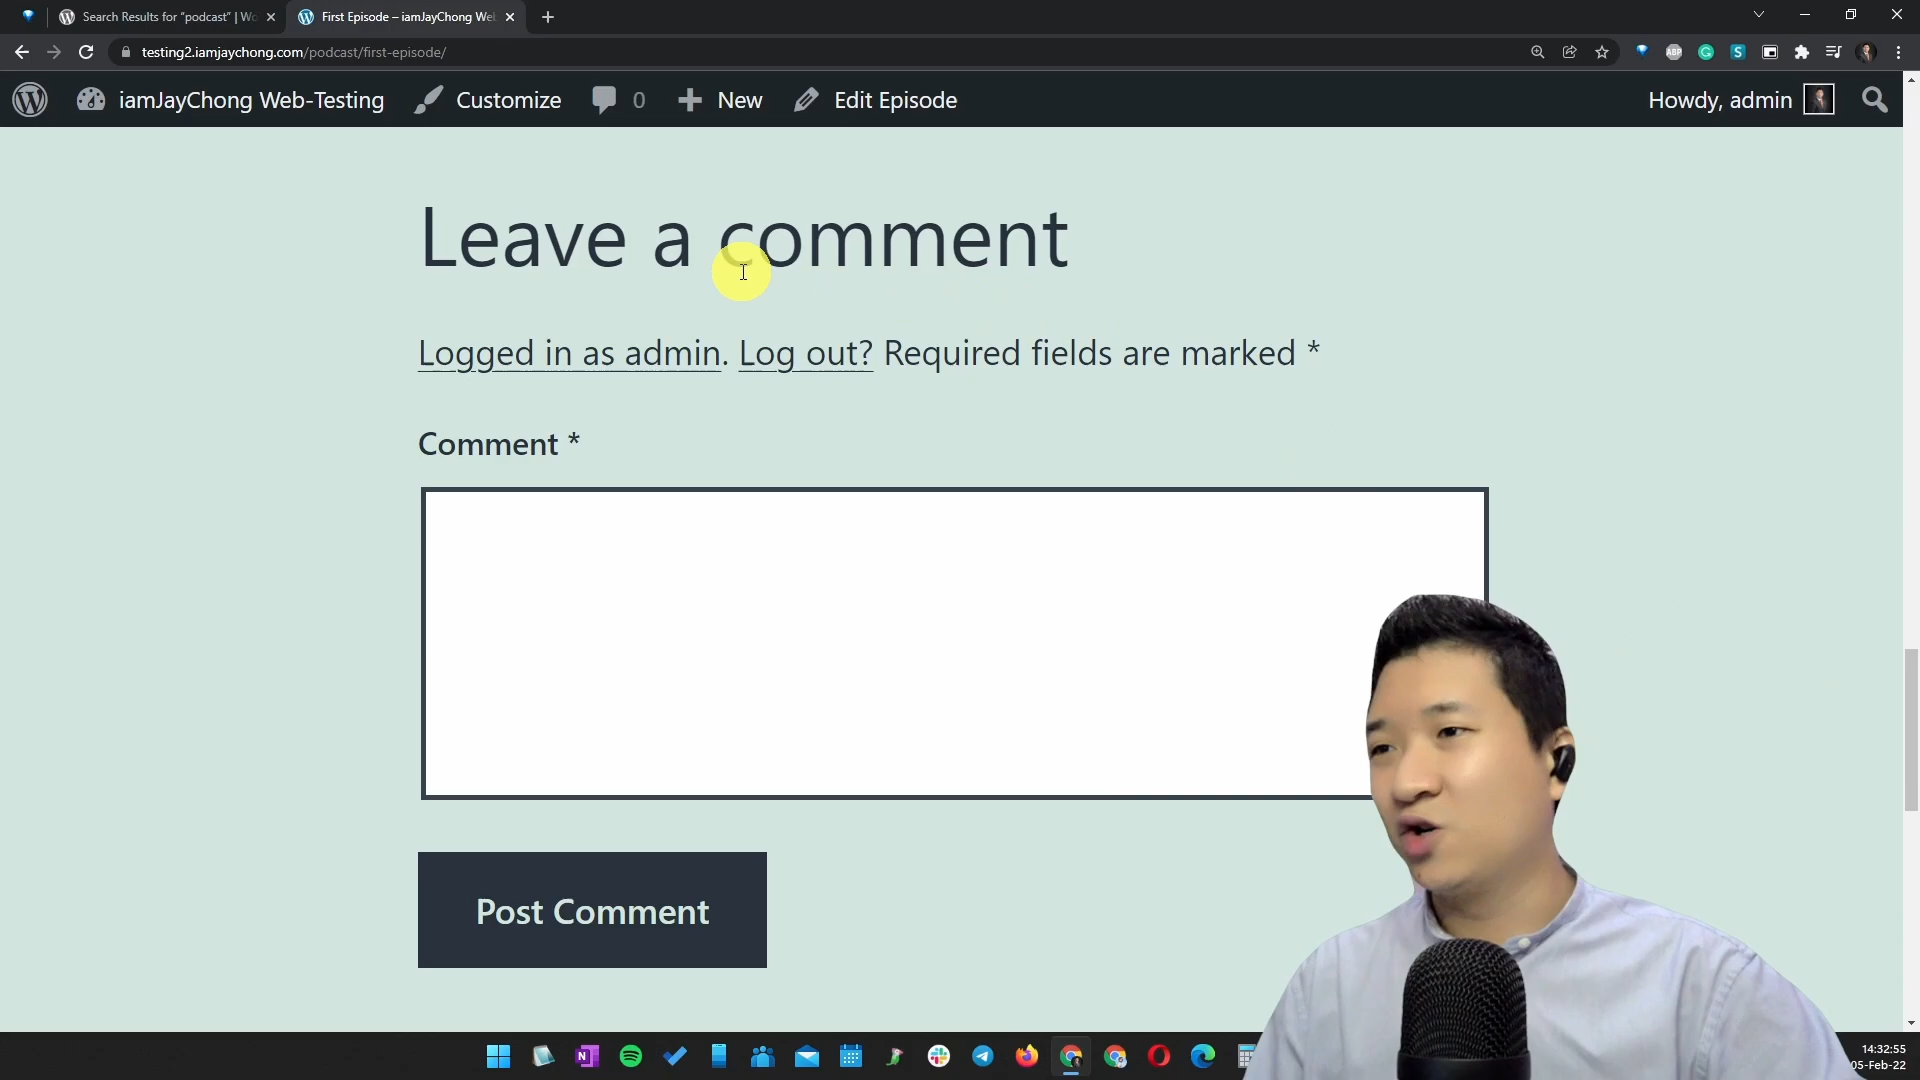 Search Results for “podcast” | Wo
First Episode – iamJayChong Web
testing2.iamjaychong.com/podcast/first-episode/
iamJayChong Web-Testing
Customize
0
New
Edit Episode
Howdy, admin
Leave a comment
Logged in as admin. Log out? Required fields are marked *
Comment *
Post Comment
14:32:55
05-Feb-22